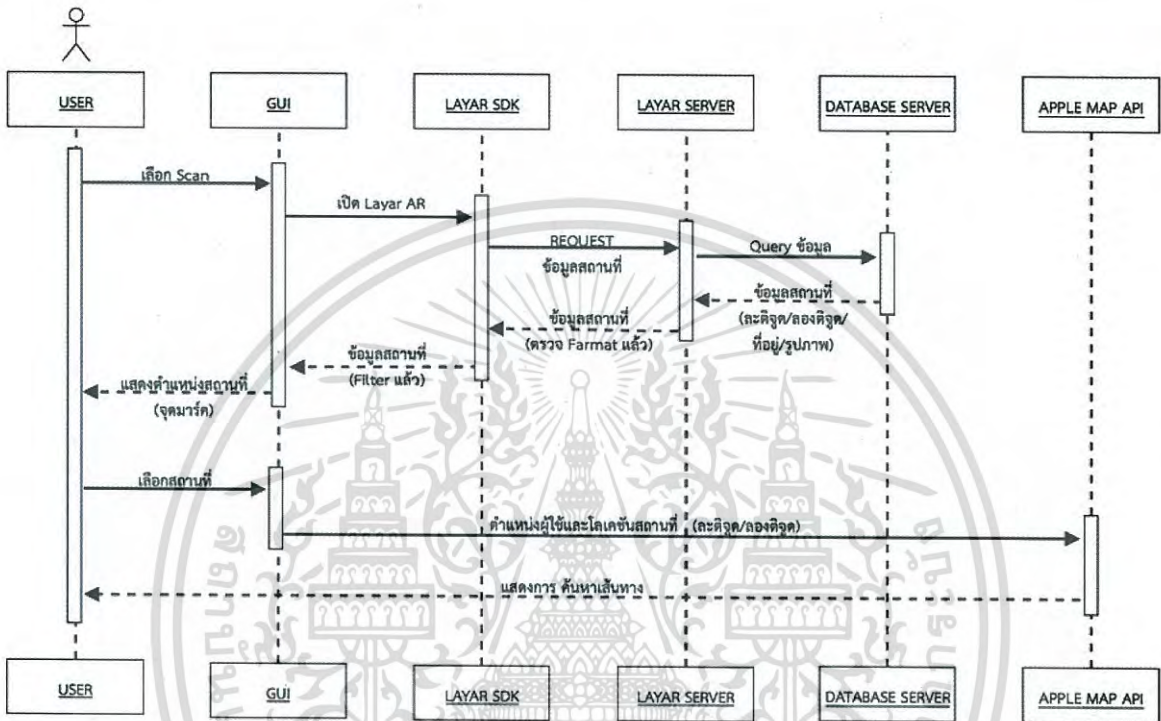 USER
GUI
LAYAR SDK
LAYAR SERVER
DATABASE SERVER
APPLE MAP API
เลือก Scan
เปิด Layar AR
REQUEST
ข้อมูลสถานที่
Query ข้อมูล
ข้อมูลสถานที่
(ละติจูด/ลองติจูด/
ที่อยู่/รูปภาพ)
ข้อมูลสถานที่
(ตรวจ Farmat แล้ว)
ข้อมูลสถานที่
(Filter แล้ว)
แสดงตำแหน่งสถานที่
(จุดมาร์ค)
เลือกสถานที่
ตำแหน่งผู้ใช้และโลเคชันสถานที่ (ละติจูด/ลองติจูด)
แสดงการ ค้นหาเส้นทาง
USER
GUI
LAYAR SDK
LAYAR SERVER
DATABASE SERVER
APPLE MAP API